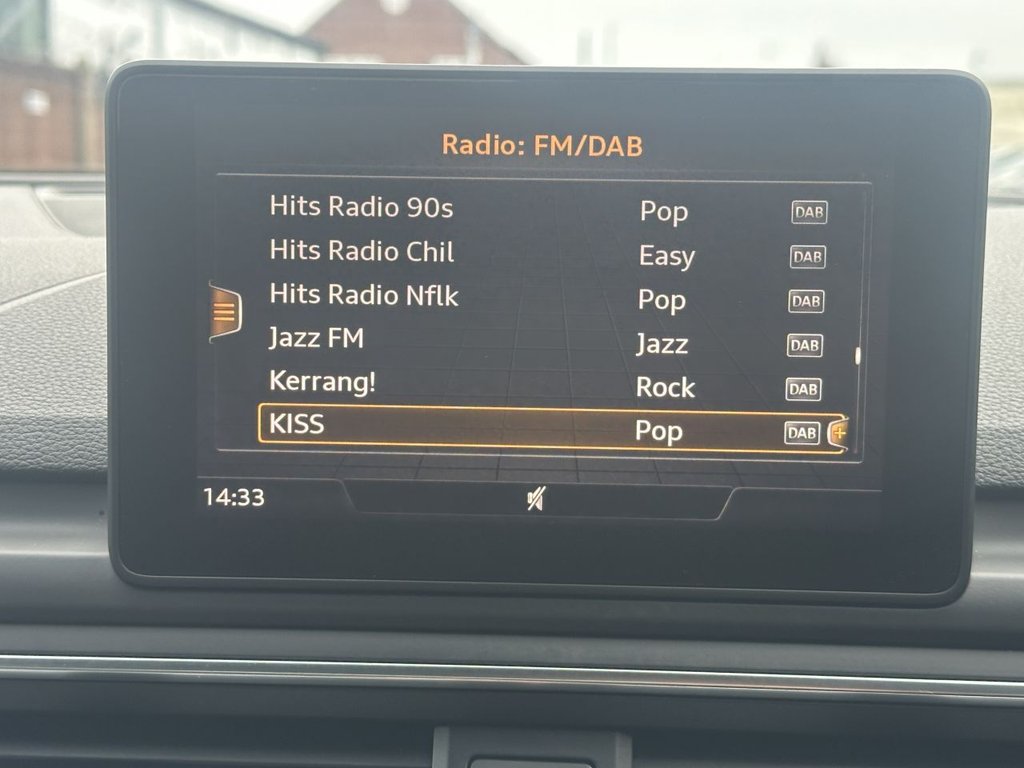 Radio: FM/DAB
Hits Radio 90s Pop DAB
Hits Radio Chil Easy DAB
Hits Radio Nflk Pop DAB
Jazz FM Jazz DAB
Kerrang! Rock DAB
KISS Pop DAB +
14:33